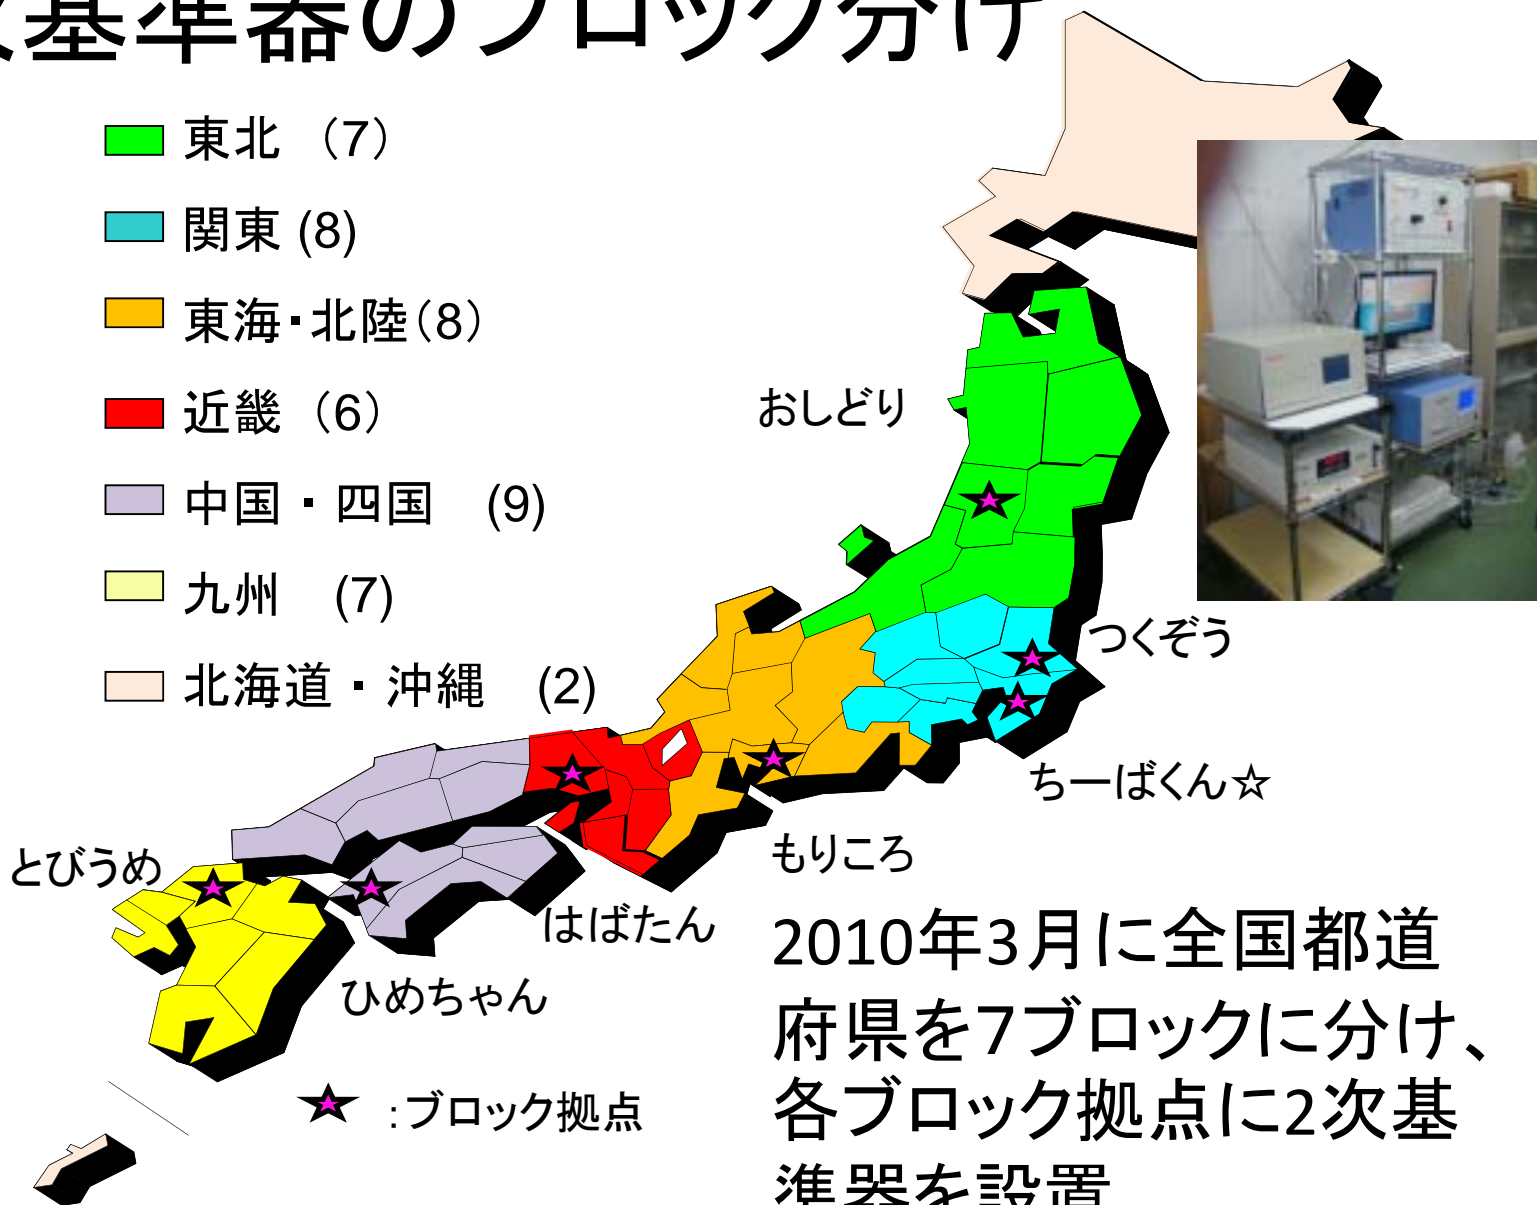 基準器のブロック分け
東北 （7）
関東 (8)
東海・北陸（8）
近畿 （6）
中国・四国 (9)
九州 (7)
北海道・沖縄 (2)
おしどり
つくぞう
ちーばくん☆
もりころ
とびうめ
はばたん
ひめちゃん
：ブロック拠点
2010年3月に全国都道
府県を7ブロックに分け、
各ブロック拠点に2次基
準器を設置